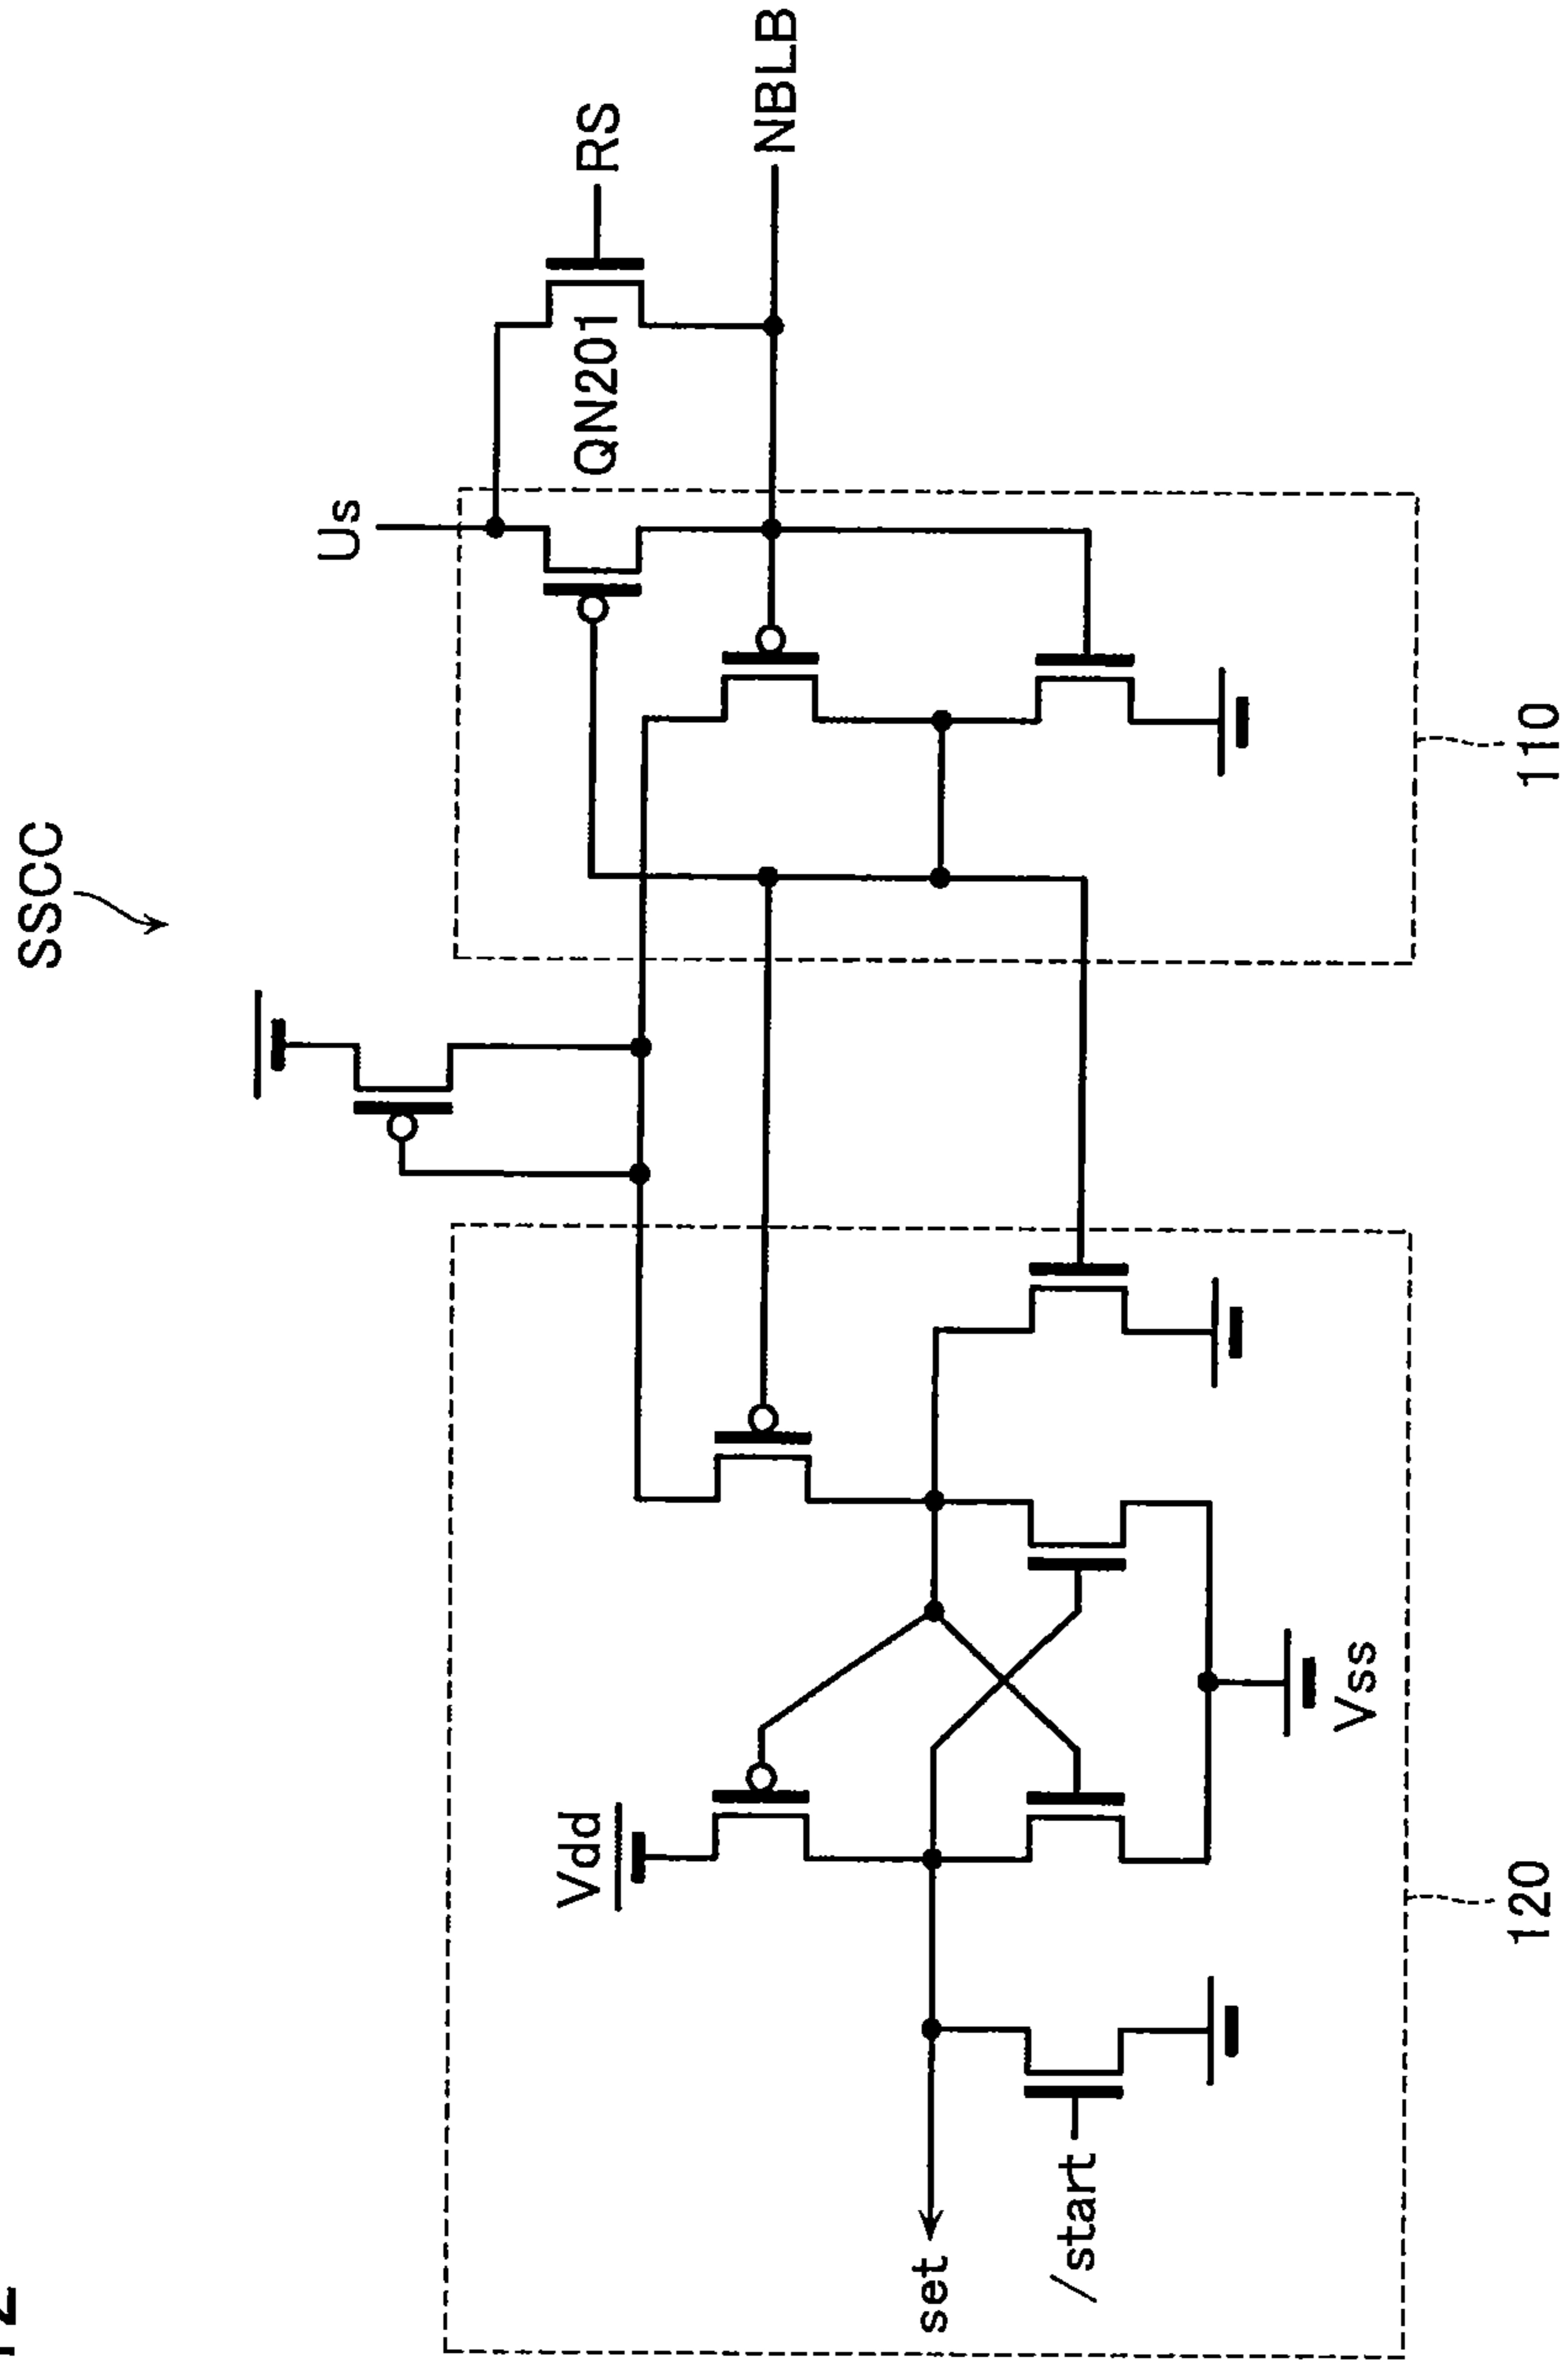 SSCC
Us
RS
QN201
NBLB
Vdd
Vss
set
/start
120
110